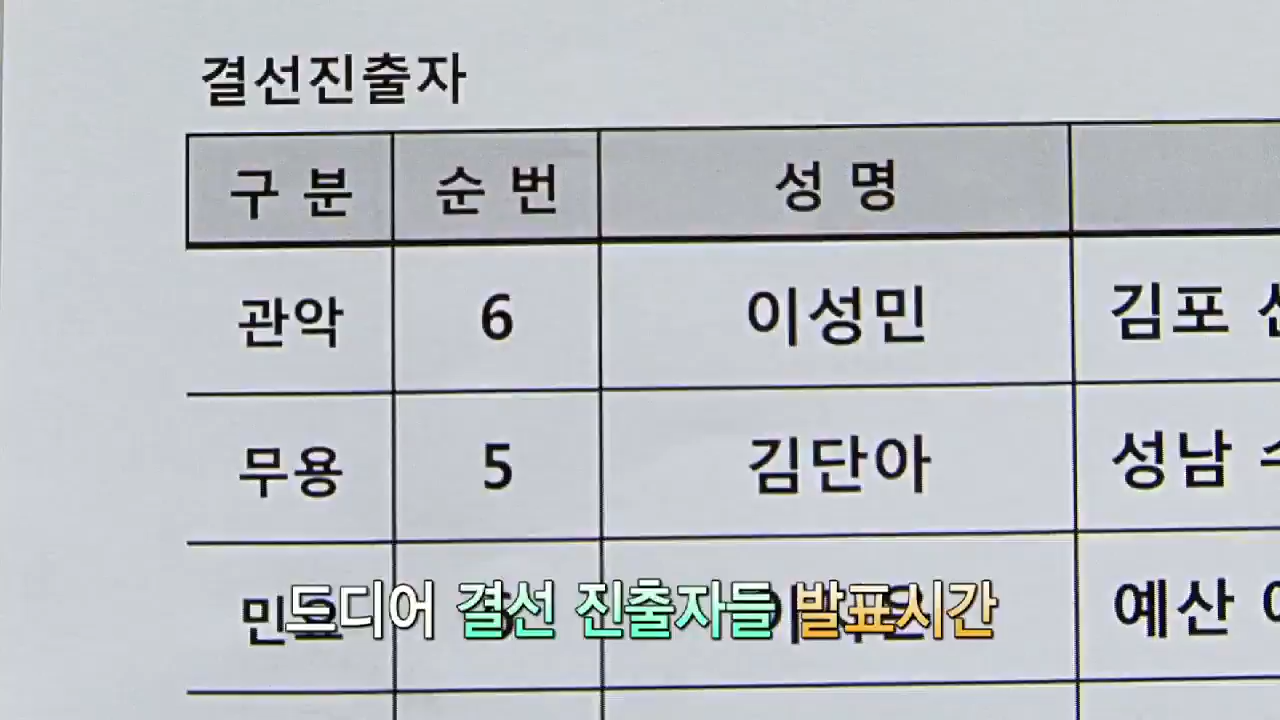 결선진출자
구 분 순 번 성 명
관악 6 이성민 김포
무용 5 김단아 성남
민요 예산
드디어 결선 진출자들 발표시간